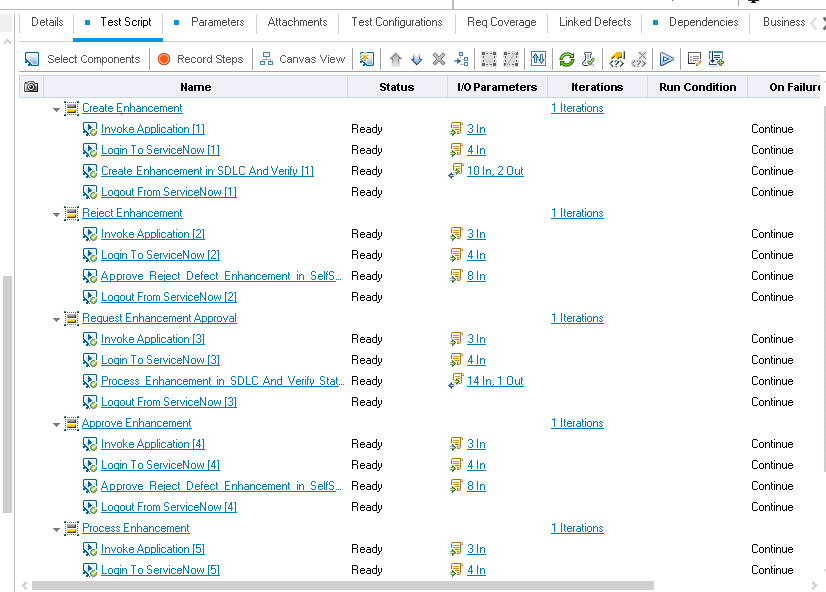 Details Test Script Parameters Attachments Test Configurations Req Coverage Linked Defects Dependencies Business
Select Components Record Steps Canvas View
Name Status I/O Parameters Iterations Run Condition On Failure
Create Enhancement 1 Iterations
Invoke Application [1] Ready 3 In Continue
Login To ServiceNow [1] Ready 4 In Continue
Create Enhancement in SDLC And Verify [1] Ready 10 In, 2 Out Continue
Logout From ServiceNow [1] Ready Continue
Reject Enhancement 1 Iterations
Invoke Application [2] Ready 3 In Continue
Login To ServiceNow [2] Ready 4 In Continue
Approve_Reject_Defect_Enhancement_in_SelfS... Ready 8 In Continue
Logout From ServiceNow [2] Ready Continue
Request Enhancement Approval 1 Iterations
Invoke Application [3] Ready 3 In Continue
Login To ServiceNow [3] Ready 4 In Continue
Process_Enhancement_in_SDLC_And_Verify_Stat... Ready 14 In, 1 Out Continue
Logout From ServiceNow [3] Ready Continue
Approve Enhancement 1 Iterations
Invoke Application [4] Ready 3 In Continue
Login To ServiceNow [4] Ready 4 In Continue
Approve_Reject_Defect_Enhancement_in_SelfS... Ready 8 In Continue
Logout From ServiceNow [4] Ready Continue
Process Enhancement 1 Iterations
Invoke Application [5] Ready 3 In Continue
Login To ServiceNow [5] Ready 4 In Continue